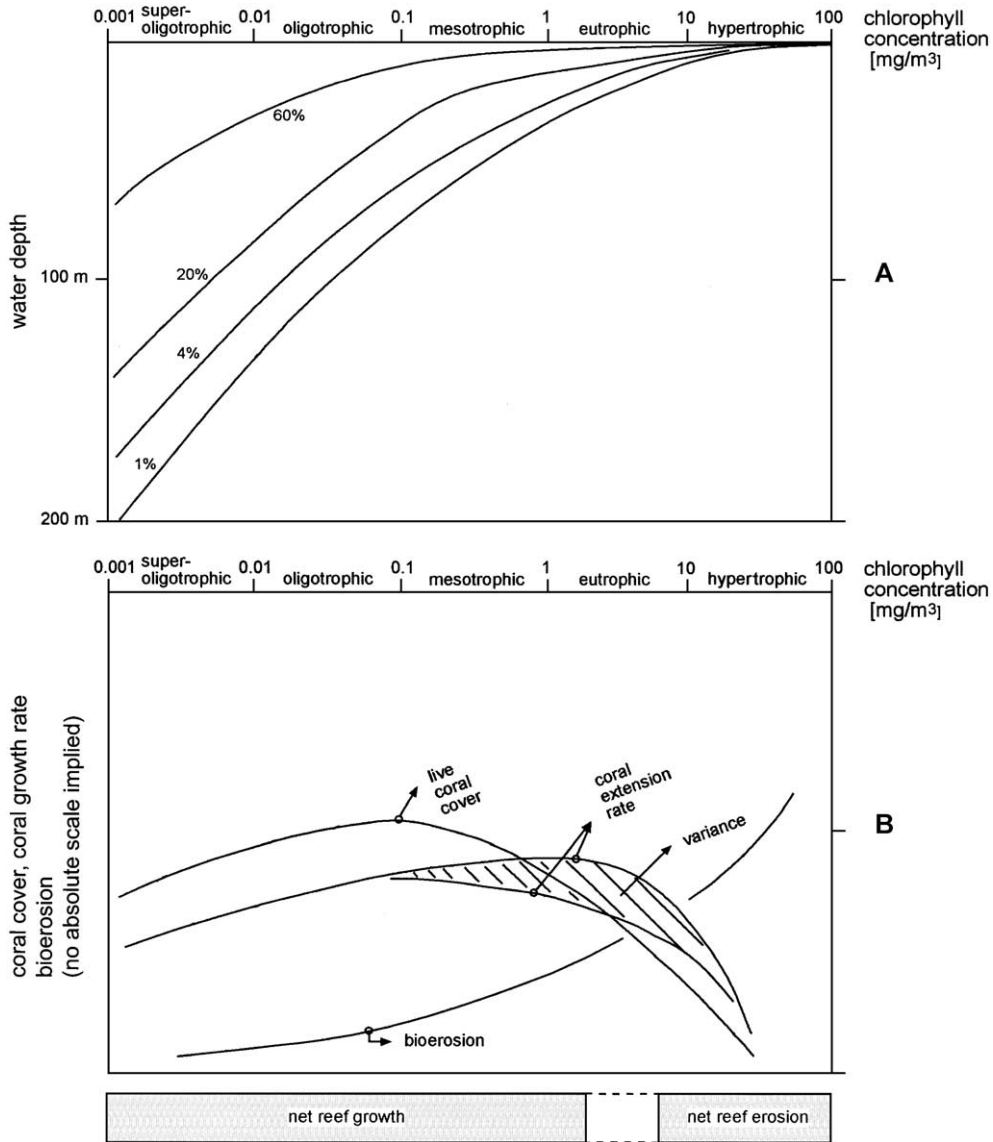 0.001 super- 0.01 0.1 1 10 100 chlorophyll
oligotrophic oligotrophic mesotrophic eutrophic hypertrophic concentration
[mg/m3]
60%
20%
4%
1%
water depth
100 m
200 m
A
0.001 super- 0.01 0.1 1 10 100 chlorophyll
oligotrophic oligotrophic mesotrophic eutrophic hypertrophic concentration
[mg/m3]
coral cover, coral growth rate
bioerosion
(no absolute scale implied)
live
coral
cover
coral
extension
rate
variance
B
bioerosion
net reef growth net reef erosion